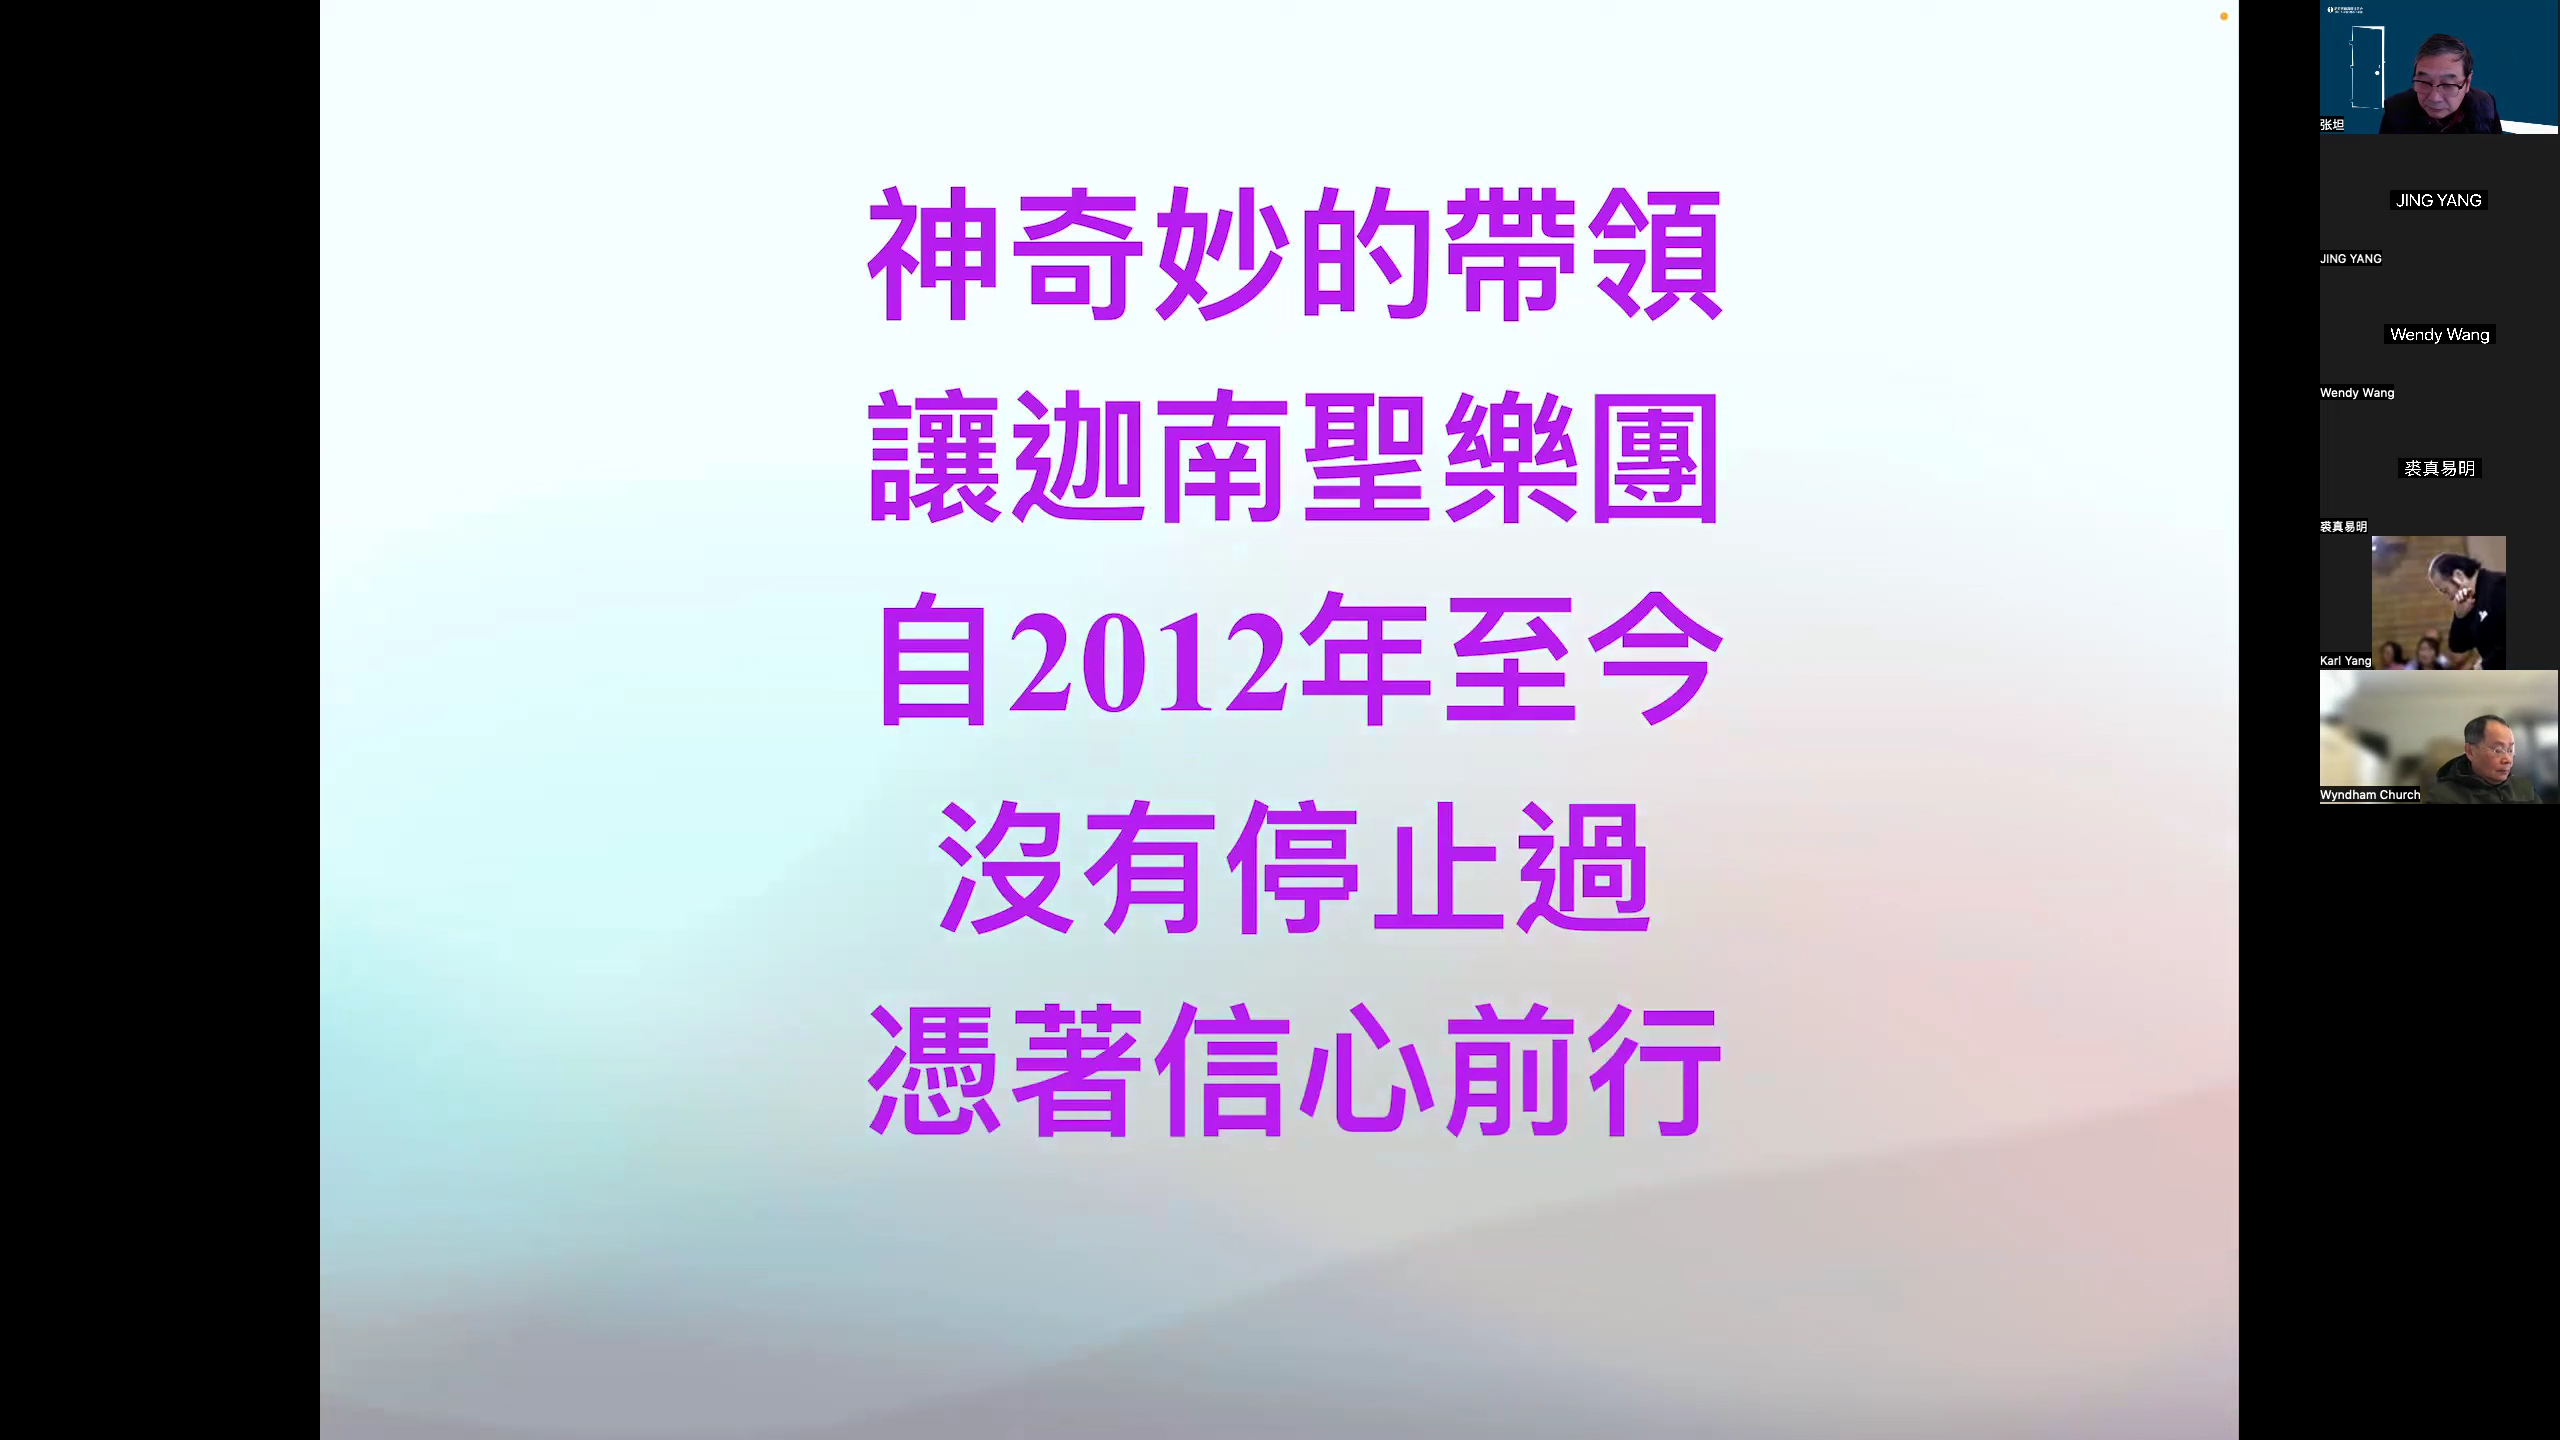 神奇妙的帶領
讓迦南聖樂團
自2012年至今
沒有停止過
憑著信心前行
张坦
JING YANG
JING YANG
Wendy Wang
Wendy Wang
裘真易明
裘真易明
Karl Yang
Wyndham Church